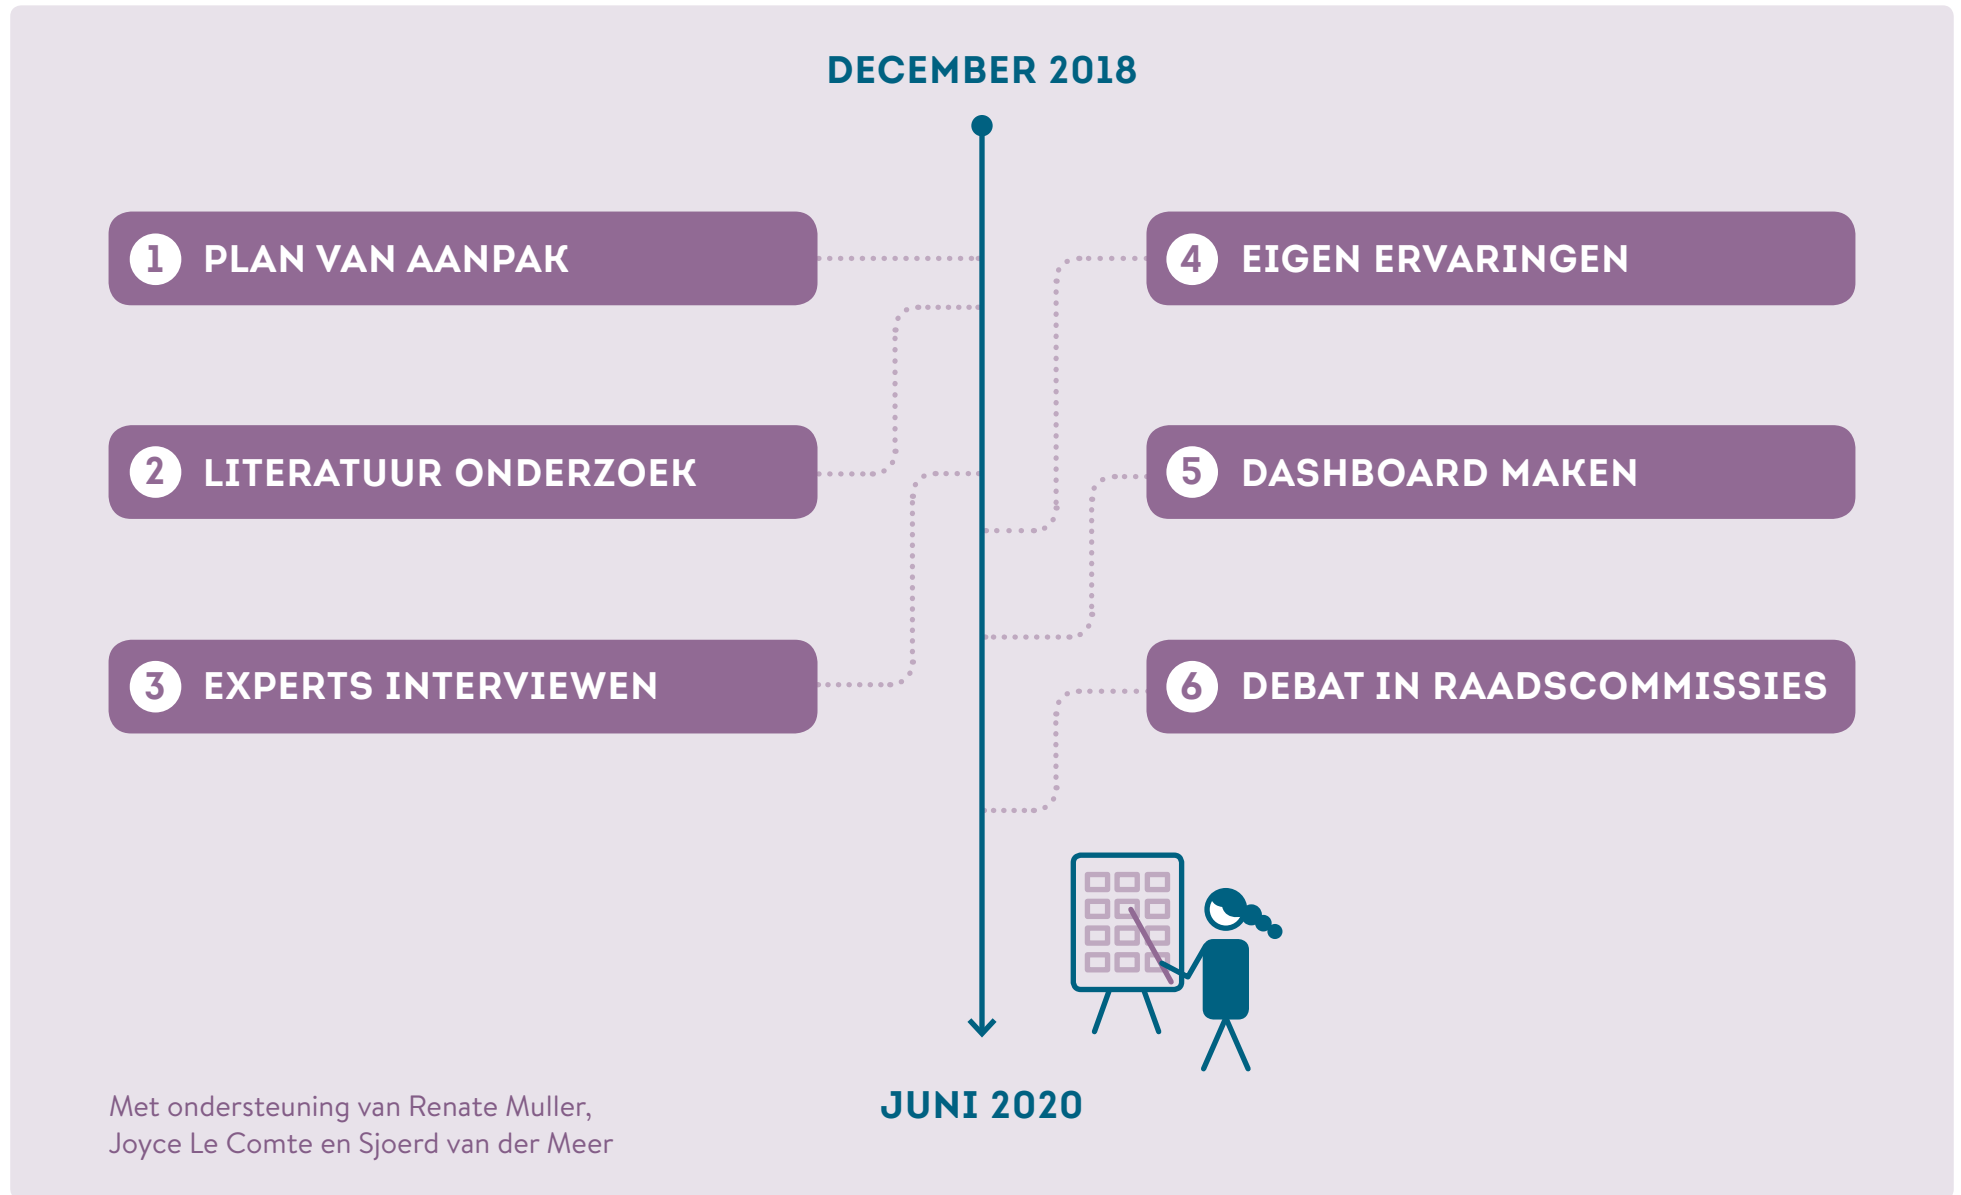 DECEMBER 2018
1 PLAN VAN AANPAK
2 LITERATUUR ONDERZOEK
3 EXPERTS INTERVIEWEN
4 EIGEN ERVARINGEN
5 DASHBOARD MAKEN
6 DEBAT IN RAADSCOMMISSIES
JUNI 2020
Met ondersteuning van Renate Muller,
Joyce Le Comte en Sjoerd van der Meer